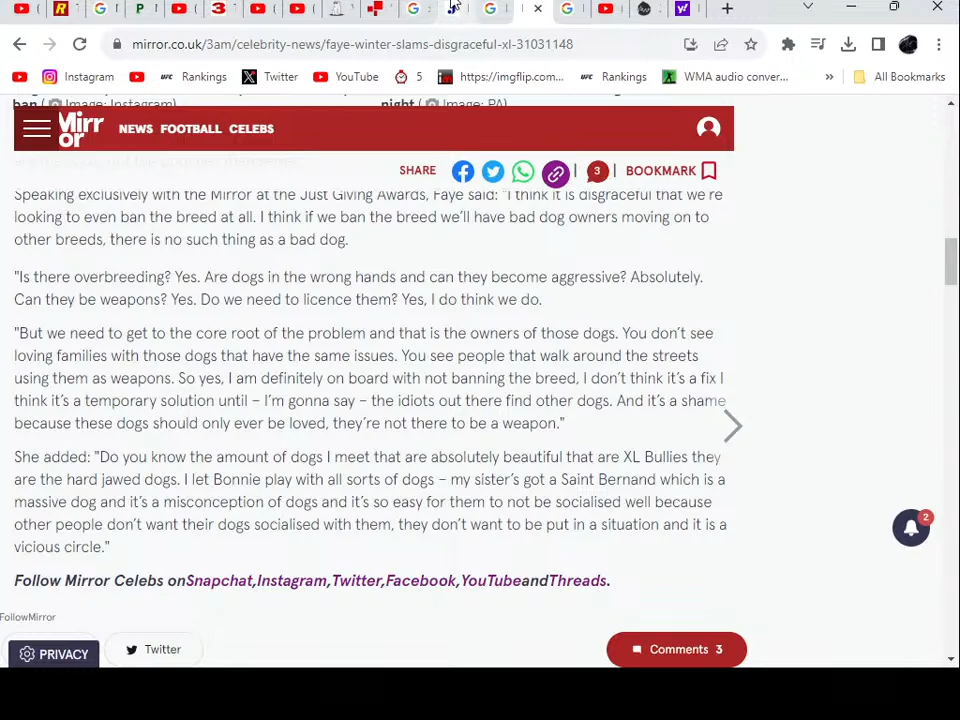 mirror.co.uk/3am/celebrity-news/faye-winter-slams-disgraceful-xl-31031148
Instagram
UFC Rankings
Twitter
YouTube
5
https://imgflip.com...
UFC Rankings
WMA audio conver...
»
All Bookmarks
ban ( Image: Instagram)
night ( Image: PA)
Mirror
NEWS FOOTBALL CELEBS
SHARE
3
BOOKMARK
Speaking exclusively with the Mirror at the Just Giving Awards, Faye said: "I think it is disgraceful that we're
looking to even ban the breed at all. I think if we ban the breed we'll have bad dog owners moving on to
other breeds, there is no such thing as a bad dog.
"Is there overbreeding? Yes. Are dogs in the wrong hands and can they become aggressive? Absolutely.
Can they be weapons? Yes. Do we need to licence them? Yes, I do think we do.
"But we need to get to the core root of the problem and that is the owners of those dogs. You don't see
loving families with those dogs that have the same issues. You see people that walk around the streets
using them as weapons. So yes, I am definitely on board with not banning the breed, I don't think it's a fix I
think it's a temporary solution until – I'm gonna say – the idiots out there find other dogs. And it's a shame
because these dogs should only ever be loved, they're not there to be a weapon."
She added: "Do you know the amount of dogs I meet that are absolutely beautiful that are XL Bullies they
are the hard jawed dogs. I let Bonnie play with all sorts of dogs – my sister's got a Saint Bernand which is a
massive dog and it's a misconception of dogs and it's so easy for them to not be socialised well because
other people don't want their dogs socialised with them, they don't want to be put in a situation and it is a
vicious circle."
2
Follow Mirror Celebs onSnapchat,Instagram,Twitter,Facebook,YouTubeandThreads.
FollowMirror
PRIVACY
Twitter
Comments 3